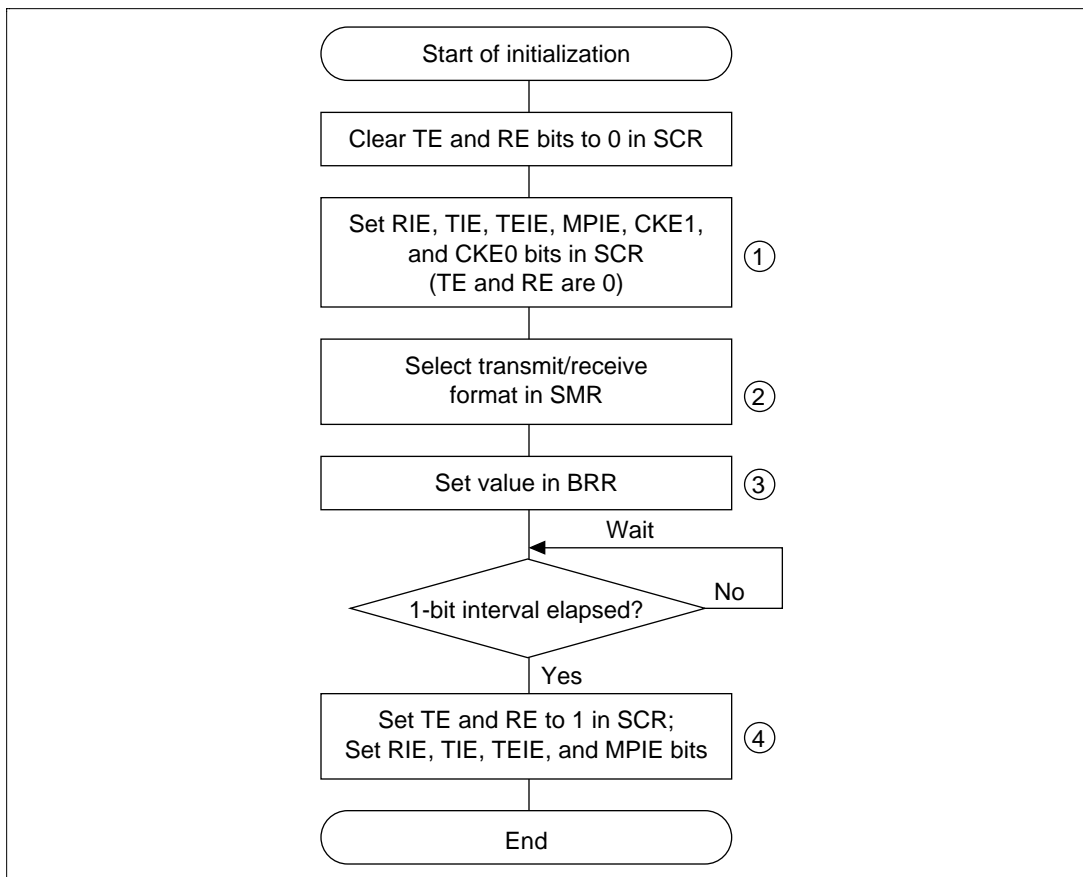 Start of initialization
Clear TE and RE bits to 0 in SCR
Set RIE, TIE, TEIE, MPIE, CKE1,
and CKE0 bits in SCR
(TE and RE are 0)
1
Select transmit/receive
format in SMR
2
Set value in BRR
3
Wait
1-bit interval elapsed?
No
Yes
Set TE and RE to 1 in SCR;
Set RIE, TIE, TEIE, and MPIE bits
4
End